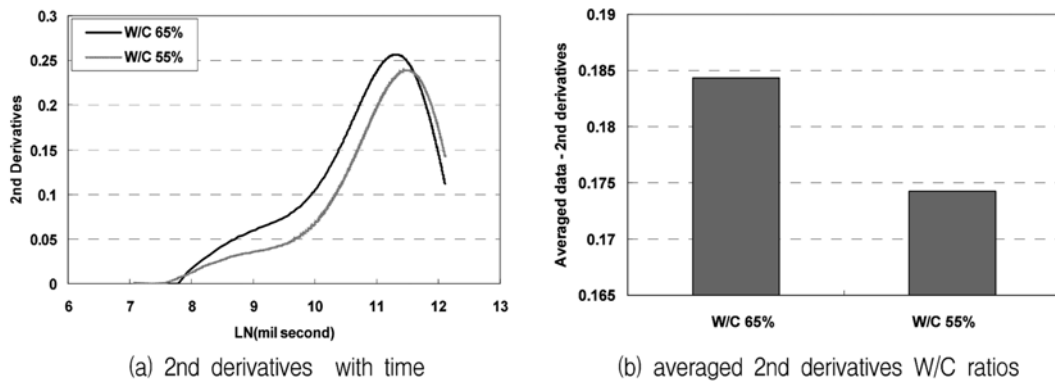 0.3
0.25
0.2
0.15
0.1
0.05
0
2nd Derivatives
W/C 65%
W/C 55%
6 7 8 9 10 11 12 13
LN(mil second)
(a) 2nd derivatives with time
0.19
0.185
0.18
0.175
0.17
0.165
Averaged data - 2nd derivatives
W/C 65% W/C 55%
(b) averaged 2nd derivatives W/C ratios